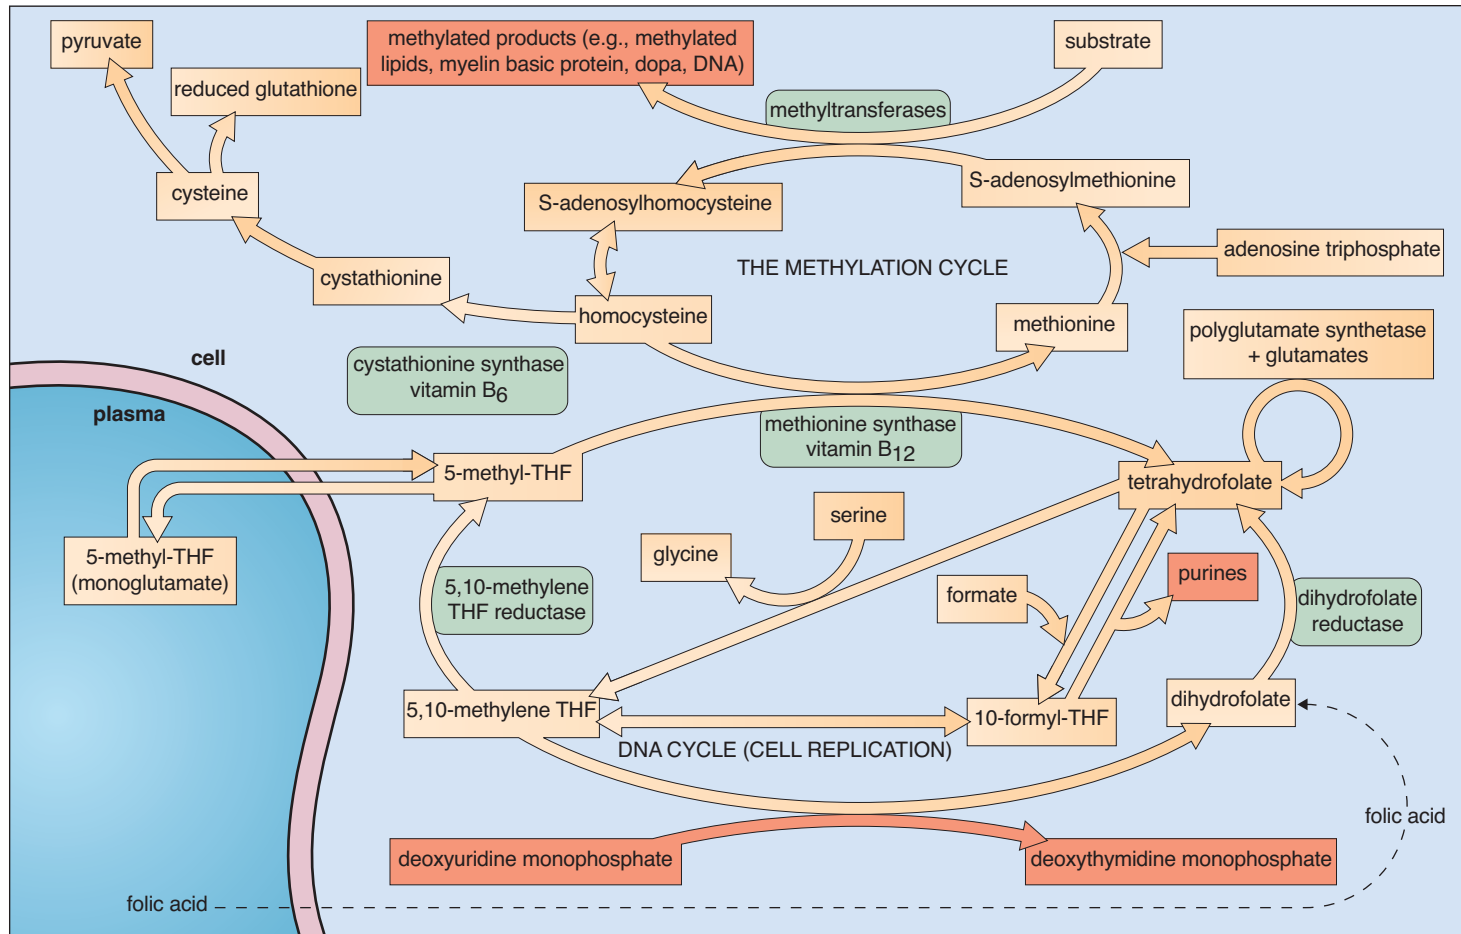 pyruvate
methylated products (e.g., methylated
lipids, myelin basic protein, dopa, DNA)
substrate
reduced glutathione
methyltransferases
cysteine
S-adenosylhomocysteine
S-adenosylmethionine
cystathionine
THE METHYLATION CYCLE
adenosine triphosphate
homocysteine
methionine
polyglutamate synthetase
+ glutamates
cell
cystathionine synthase
vitamin B6
plasma
methionine synthase
vitamin B12
5-methyl-THF
tetrahydrofolate
serine
glycine
5-methyl-THF
(monoglutamate)
5,10-methylene
THF reductase
formate
purines
dihydrofolate
reductase
5,10-methylene THF
10-formyl-THF
dihydrofolate
DNA CYCLE (CELL REPLICATION)
folic acid
deoxyuridine monophosphate
deoxythymidine monophosphate
folic acid